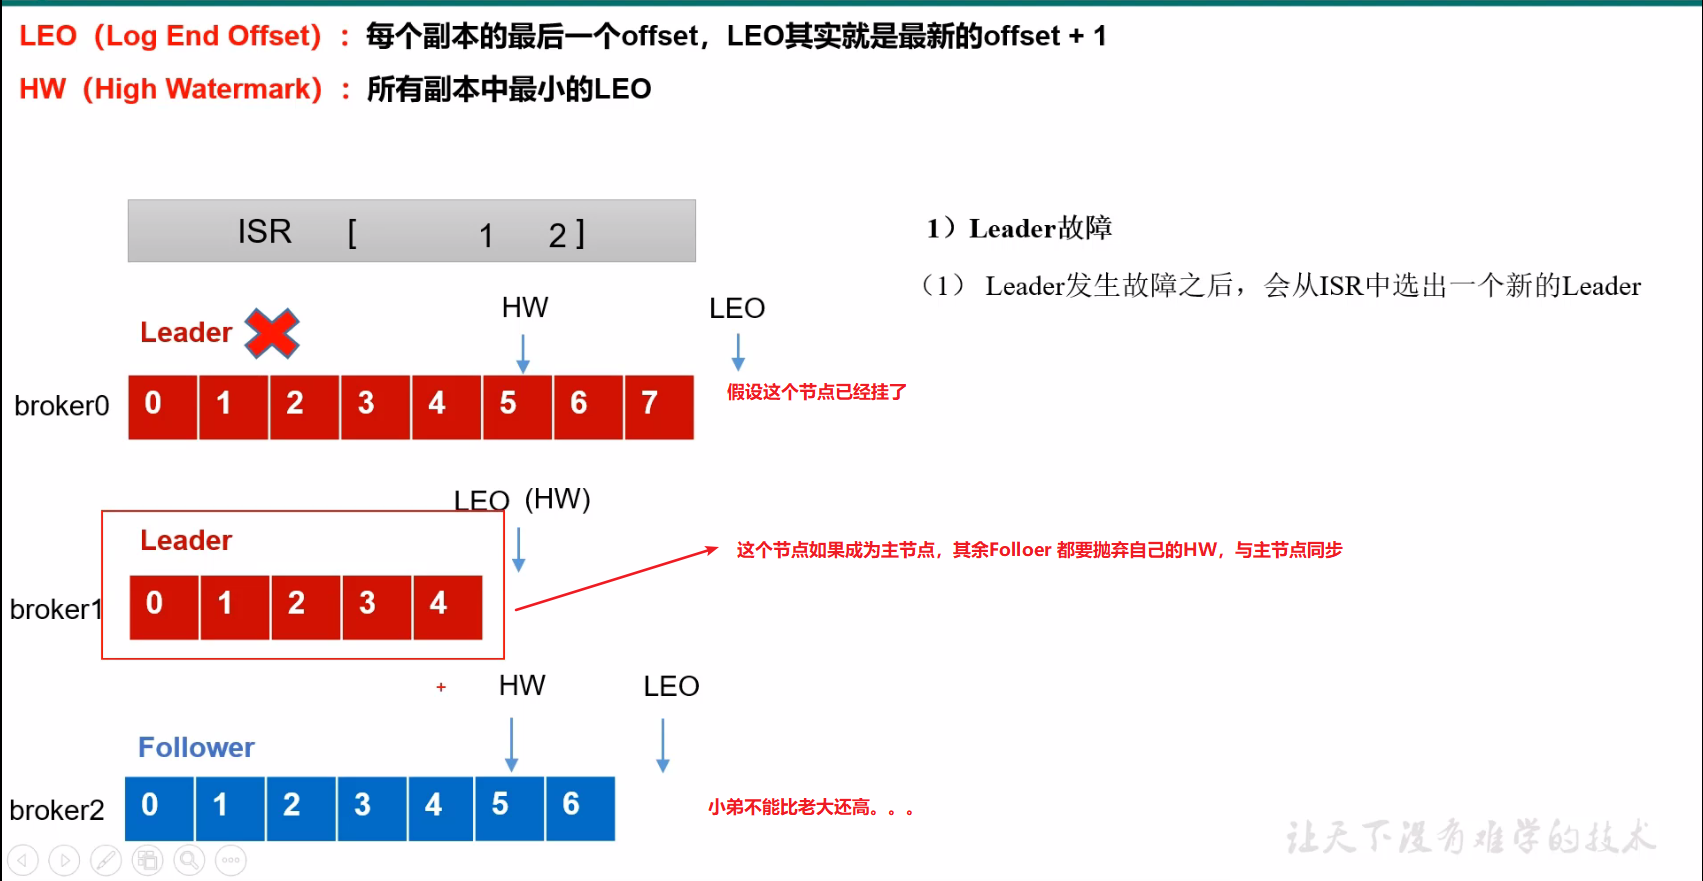 LEO（Log End Offset）：每个副本的最后一个offset，LEO其实就是最新的offset + 1
HW（High Watermark）：所有副本中最小的LEO
ISR [ 1 2 ]
1）Leader故障
（1） Leader发生故障之后，会从ISR中选出一个新的Leader
HW LEO
Leader
假设这个节点已经挂了
broker0 0 1 2 3 4 5 6 7
LEO (HW)
Leader
这个节点如果成为主节点，其余Folloer 都要抛弃自己的HW，与主节点同步
broker1 0 1 2 3 4
HW LEO
Follower
broker2 0 1 2 3 4 5 6
小弟不能比老大还高。。。
让天下没有难学的技术